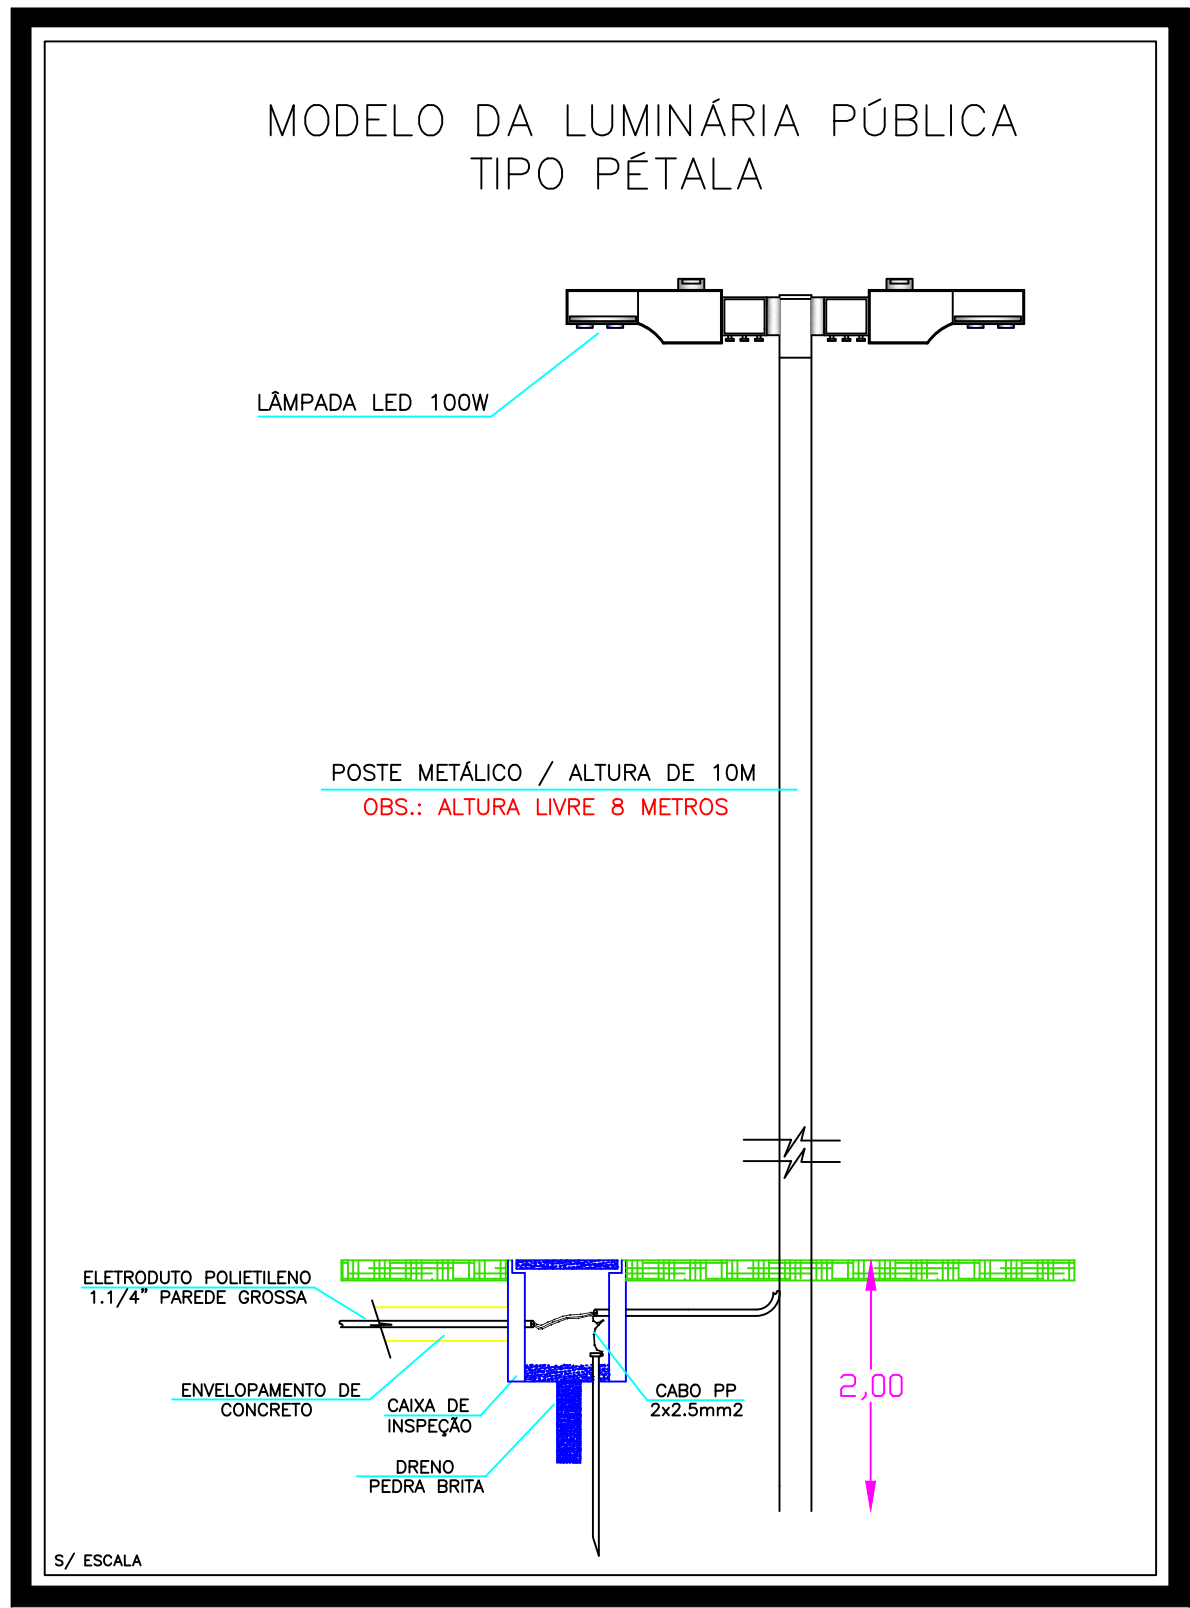 MODELO DA LUMINÁRIA PÚBLICA
TIPO PÉTALA
LÂMPADA LED 100W
POSTE METÁLICO / ALTURA DE 10M
OBS.: ALTURA LIVRE 8 METROS
ELETRODUTO POLIETILENO
1.1/4" PAREDE GROSSA
ENVELOPAMENTO DE
CONCRETO
CAIXA DE
INSPEÇÃO
DRENO
PEDRA BRITA
CABO PP
2x2.5mm2
2,00
S/ ESCALA